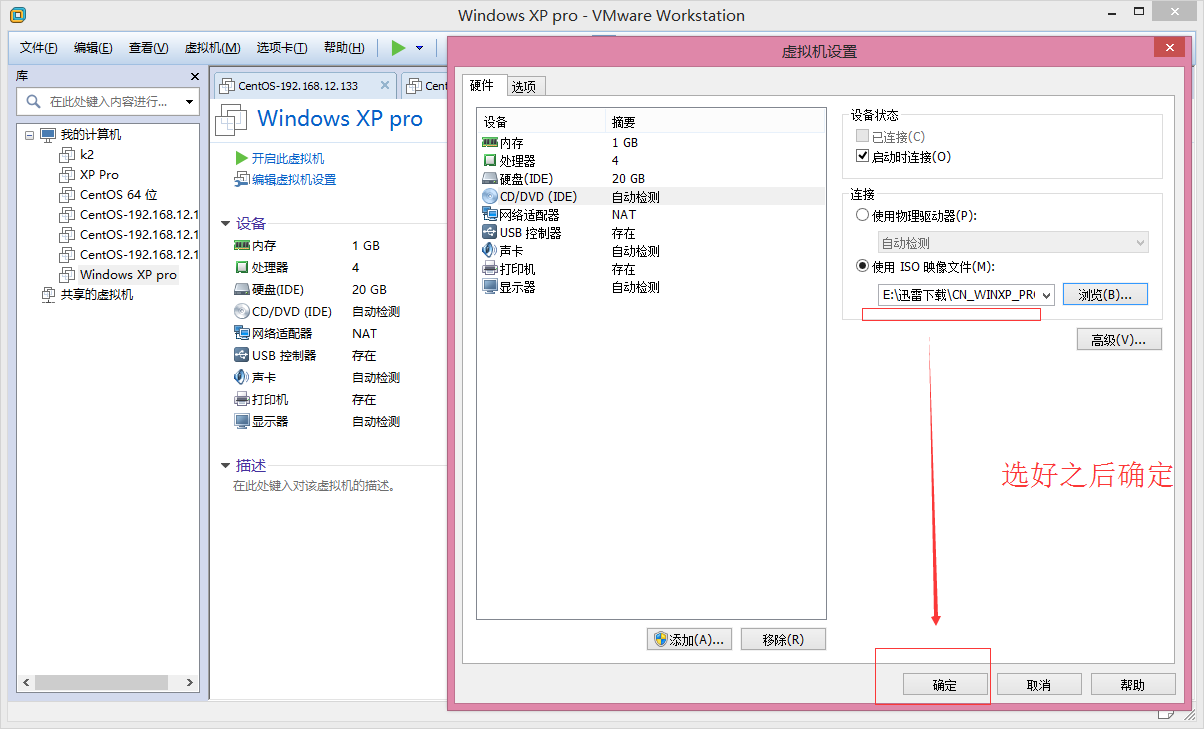 Windows XP pro - VMware Workstation
文件(F) 编辑(E) 查看(V) 虚拟机(M) 选项卡(T) 帮助(H)
库
在此处键入内容进行...
我的计算机
k2
XP Pro
CentOS 64 位
CentOS-192.168.12.1
CentOS-192.168.12.1
CentOS-192.168.12.1
Windows XP pro
共享的虚拟机
CentOS-192.168.12.133
Cent
Windows XP pro
开启此虚拟机
编辑虚拟机设置
设备
内存 1 GB
处理器 4
硬盘(IDE) 20 GB
CD/DVD (IDE) 自动检测
网络适配器 NAT
USB 控制器 存在
声卡 自动检测
打印机 存在
显示器 自动检测
描述
在此处键入对该虚拟机的描述。
虚拟机设置
硬件 选项
设备 摘要
内存 1 GB
处理器 4
硬盘(IDE) 20 GB
CD/DVD (IDE) 自动检测
网络适配器 NAT
USB 控制器 存在
声卡 自动检测
打印机 存在
显示器 自动检测
添加(A)... 移除(R)
设备状态
已连接(C)
启动时连接(O)
连接
使用物理驱动器(P):
自动检测
使用 ISO 映像文件(M):
E:\迅雷下载\CN_WINXP_PR 浏览(B)...
高级(V)...
选好之后确定
确定 取消 帮助